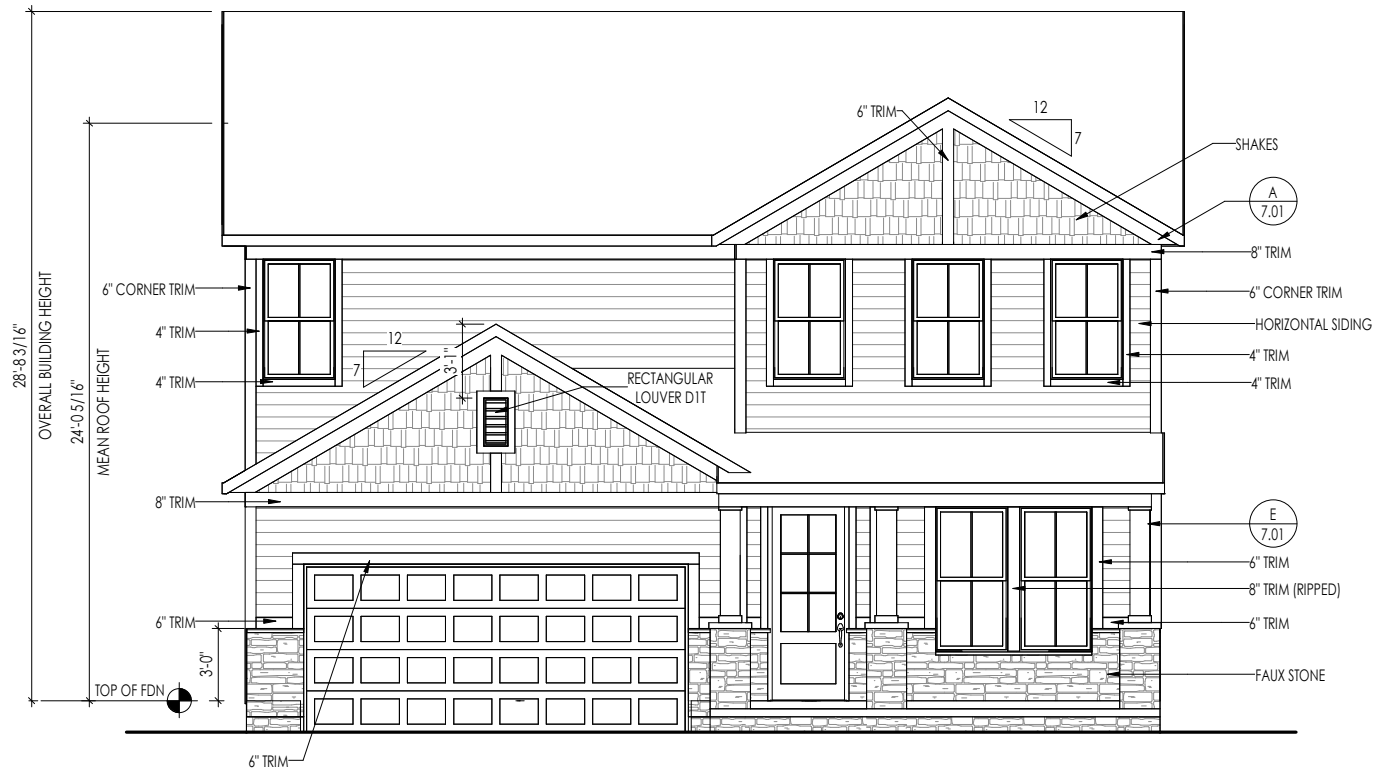 28'-8 3/16"
OVERALL BUILDING HEIGHT
24'-0 5/16"
MEAN ROOF HEIGHT
6" TRIM
12
7
SHAKES
A
7.01
8" TRIM
6" CORNER TRIM
6" CORNER TRIM
HORIZONTAL SIDING
4" TRIM
12
7
3'-1"
4" TRIM
4" TRIM
RECTANGULAR
LOUVER D1T
4" TRIM
8" TRIM
E
7.01
6" TRIM
8" TRIM (RIPPED)
6" TRIM
6" TRIM
3'-0"
FAUX STONE
TOP OF FDN
6" TRIM